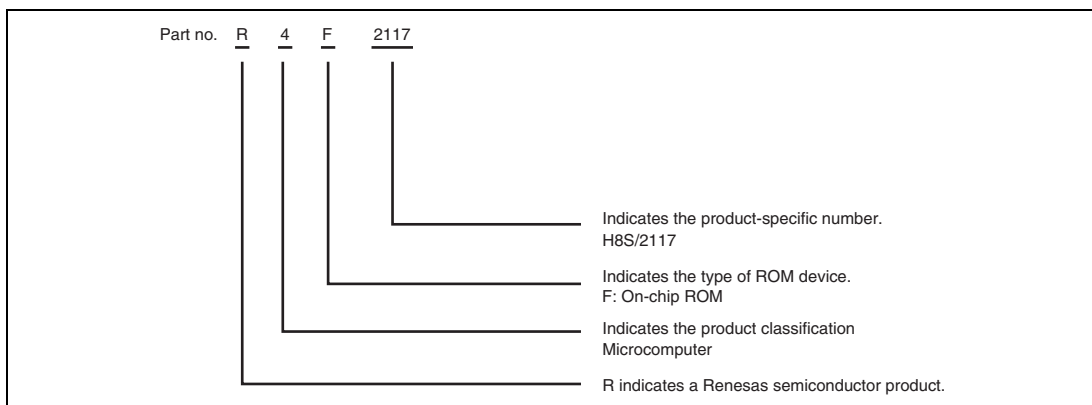 Part no. R 4 F 2117
Indicates the product-specific number.
H8S/2117
Indicates the type of ROM device.
F: On-chip ROM
Indicates the product classification
Microcomputer
R indicates a Renesas semiconductor product.